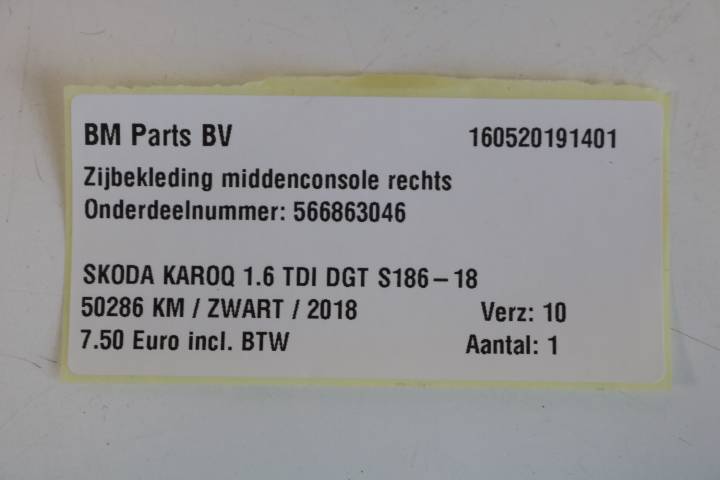 BM Parts BV 160520191401
Zijbekleding middenconsole rechts
Onderdeelnummer: 566863046
SKODA KAROQ 1.6 TDI DGT S186-18
50286 KM / ZWART / 2018 Verz: 10
7.50 Euro incl. BTW Aantal: 1